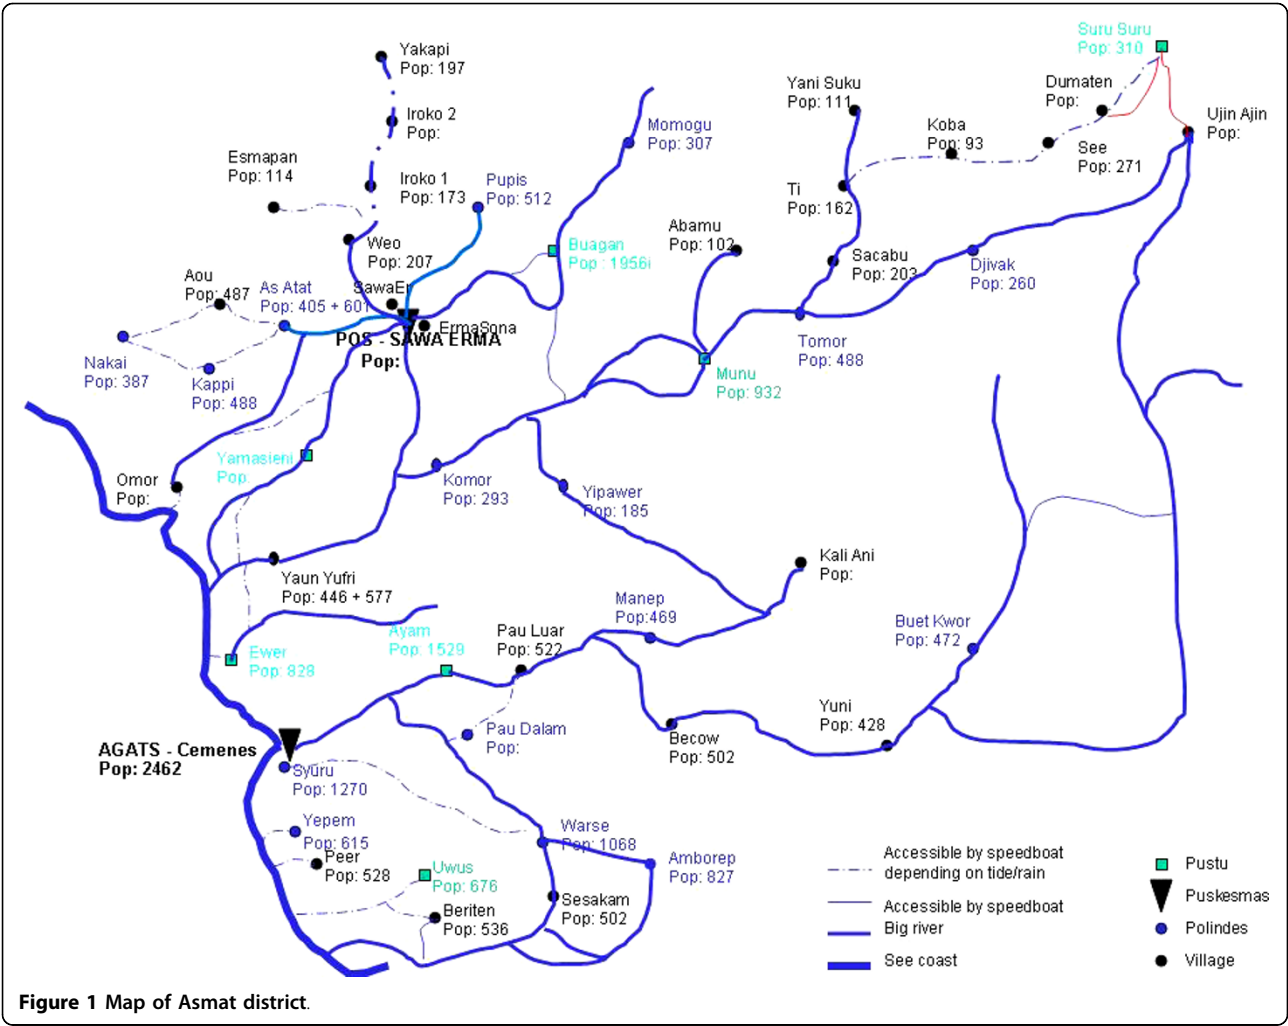 Suru Suru
Pop: 310
Yakapi
Pop: 197
Yani Suku
Pop: 111
Dumaten
Pop:
Iroko 2
Pop:
Momogu
Pop: 307
Koba
Pop: 93
Ujin Ajin
Pop:
See
Pop: 271
Esmapan
Pop: 114
Iroko 1
Pop: 173
Pupis
Pop: 512
Ti
Pop: 162
Weo
Pop: 207
Buagan
Pop : 1956i
Abamu
Pop: 102
Sacabu
Pop: 203
Djivak
Pop: 260
Aou
Pop: 487
As Atat
Pop: 405 + 601
SawaEr
ErmaSona
POS - SAWA ERMA
Pop:
Tomor
Pop: 488
Nakai
Pop: 387
Kappi
Pop: 488
Munu
Pop: 932
Yamasieni
Pop.
Omor
Pop:
Komor
Pop: 293
Yipawer
Pop: 185
Yaun Yufri
Pop: 446 + 577
Kali Ani
Pop:
Manep
Pop:469
Buet Kwor
Pop: 472
Ewer
Pop: 828
Ayam
Pop: 1529
Pau Luar
Pop: 522
Yuni
Pop: 428
Pau Dalam
Pop:
Becow
Pop: 502
AGATS - Cemenes
Pop: 2462
Syuru
Pop: 1270
Yepem
Pop: 615
Peer
Pop: 528
Uwus
Pop: 676
Beriten
Pop: 536
Warse
Pop: 1068
Amborep
Pop: 827
Sesakam
Pop: 502
Accessible by speedboat
depending on tide/rain
Accessible by speedboat
Big river
See coast
Pustu
Puskesmas
Polindes
Village
Figure 1 Map of Asmat district.